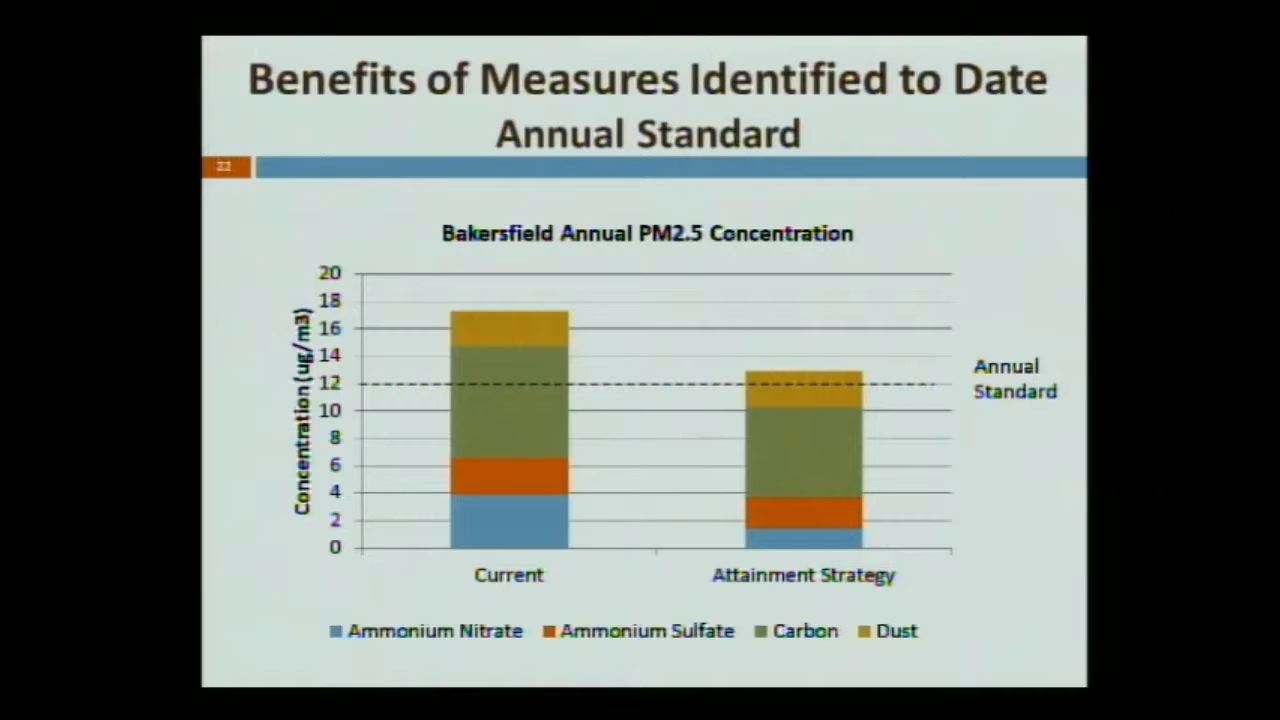 Benefits of Measures Identified to Date
Annual Standard
22
Bakersfield Annual PM2.5 Concentration
Concentration (ug/m3)
20
18
16
14
12
10
8
6
4
2
0
Annual
Standard
Current
Attainment Strategy
Ammonium Nitrate
Ammonium Sulfate
Carbon
Dust